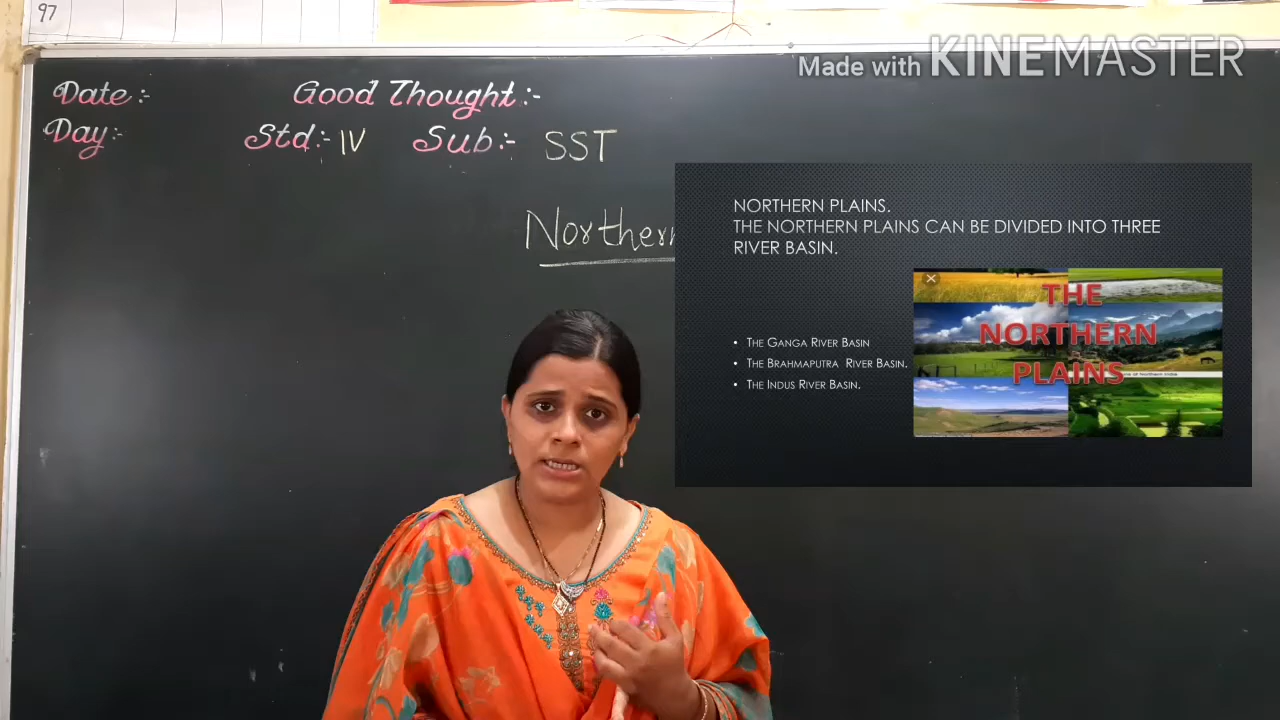 97
Made with KINEMASTER
Date :-
Good Thought :-
Day :-
Std :- IV
Sub :- SST
Northern
NORTHERN PLAINS.
THE NORTHERN PLAINS CAN BE DIVIDED INTO THREE
RIVER BASIN.
THE
NORTHERN
PLAINS
• The Ganga River Basin
• The Brahmaputra River Basin.
• The Indus River Basin.